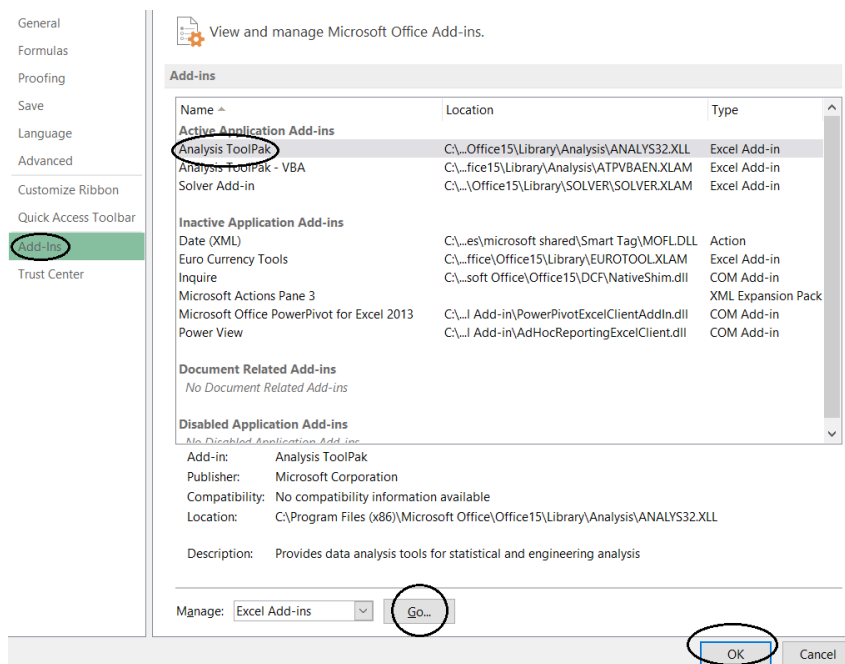 General
Formulas
Proofing
Save
Language
Advanced
Customize Ribbon
Quick Access Toolbar
Add-Ins
Trust Center
View and manage Microsoft Office Add-ins.
Add-ins
Name Location Type
Active Application Add-ins
Analysis ToolPak C:\...Office15\Library\Analysis\ANALYS32.XLL Excel Add-in
Analysis ToolPak - VBA C:\...fice15\Library\Analysis\ATPVBAEN.XLAM Excel Add-in
Solver Add-in C:\...\Office15\Library\SOLVER\SOLVER.XLAM Excel Add-in
Inactive Application Add-ins
Date (XML) C:\...es\microsoft shared\Smart Tag\MOFL.DLL Action
Euro Currency Tools C:\...ffice\Office15\Library\EUROTOOL.XLAM Excel Add-in
Inquire C:\...soft Office\Office15\DCF\NativeShim.dll COM Add-in
Microsoft Actions Pane 3 XML Expansion Pack
Microsoft Office PowerPivot for Excel 2013 C:\...l Add-in\PowerPivotExcelClientAddIn.dll COM Add-in
Power View C:\...l Add-in\AdHocReportingExcelClient.dll COM Add-in
Document Related Add-ins
No Document Related Add-ins
Disabled Application Add-ins
No Disabled Application Add-ins
Add-in: Analysis ToolPak
Publisher: Microsoft Corporation
Compatibility: No compatibility information available
Location: C:\Program Files (x86)\Microsoft Office\Office15\Library\Analysis\ANALYS32.XLL
Description: Provides data analysis tools for statistical and engineering analysis
Manage: Excel Add-ins Go...
OK Cancel